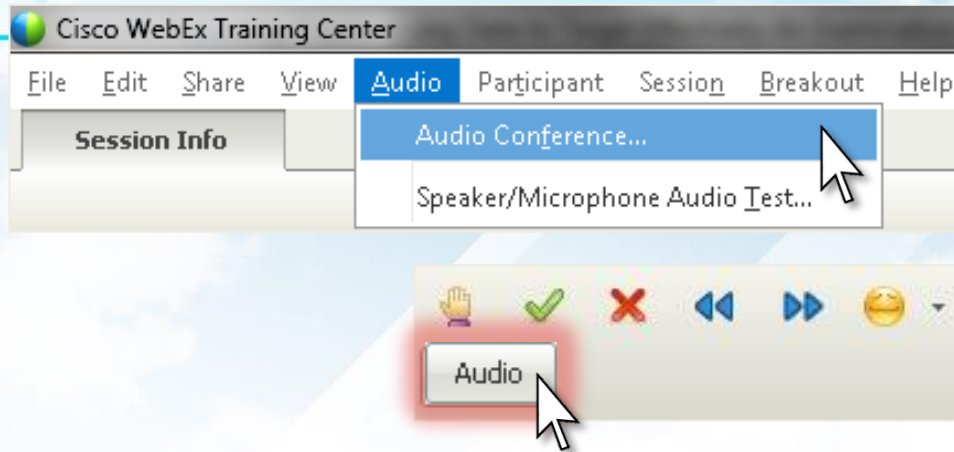 Cisco WebEx Training Center
File Edit Share View Audio Participant Session Breakout Help
Session Info
Audio Conference...
Speaker/Microphone Audio Test...
Audio